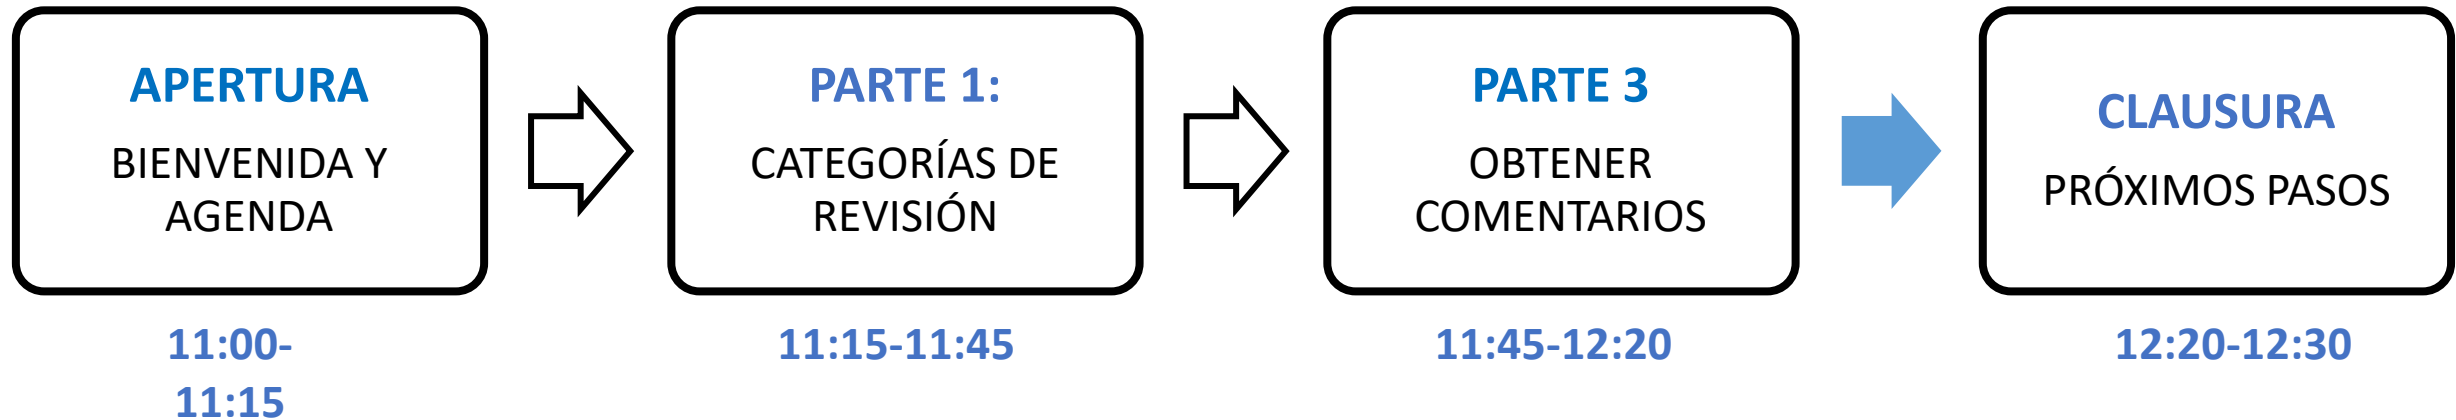 APERTURA
BIENVENIDA Y
AGENDA
11:00-
11:15
PARTE 1:
CATEGORÍAS DE
REVISIÓN
11:15-11:45
PARTE 3
OBTENER
COMENTARIOS
11:45-12:20
CLAUSURA
PRÓXIMOS PASOS
12:20-12:30